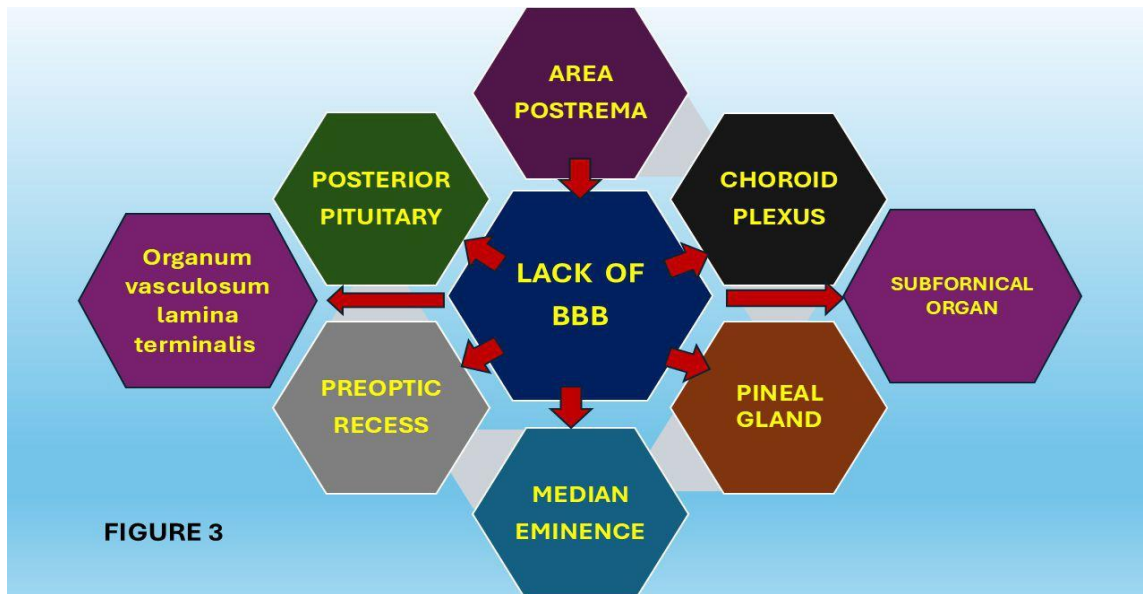 AREA
POSTREMA
POSTERIOR
PITUITARY
CHOROID
PLEXUS
Organum
vasculosum
lamina
terminalis
LACK OF
BBB
SUBFORNICAL
ORGAN
PREOPTIC
RECESS
PINEAL
GLAND
MEDIAN
EMINENCE
FIGURE 3